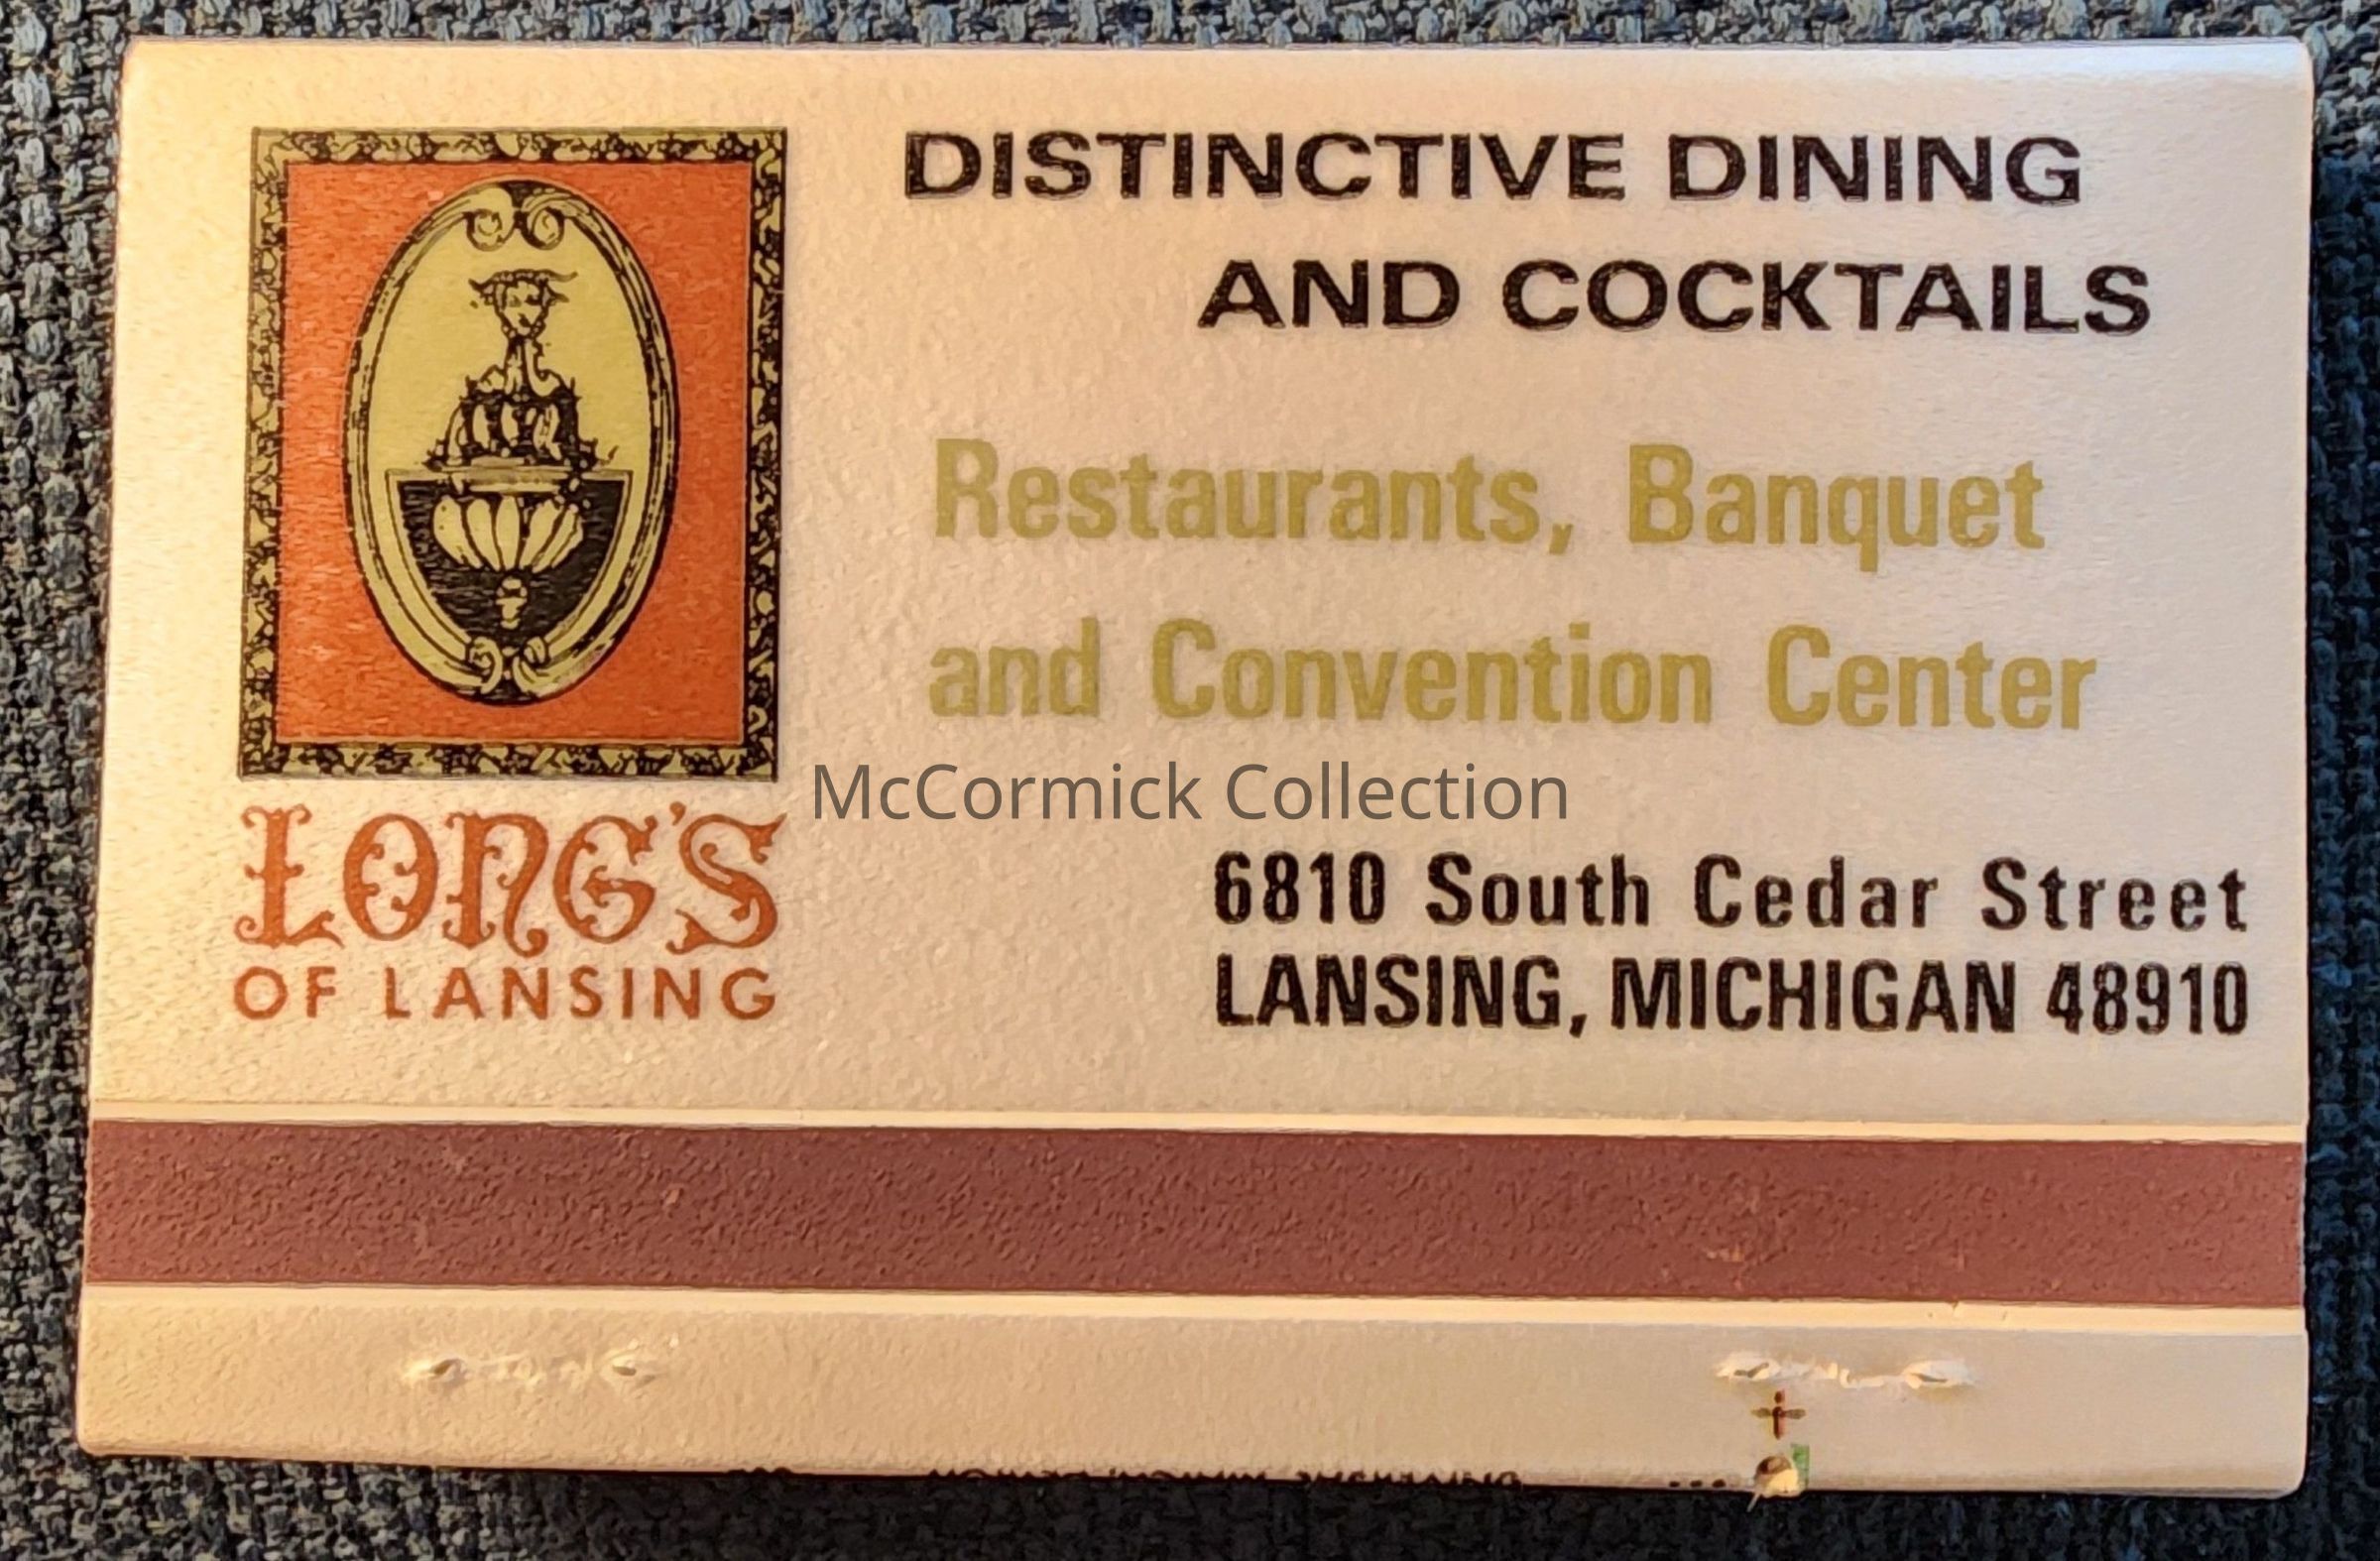 DISTINCTIVE DINING
AND COCKTAILS
Restaurants, Banquet
and Convention Center
McCormick Collection
LONG'S
OF LANSING
6810 South Cedar Street
LANSING, MICHIGAN 48910